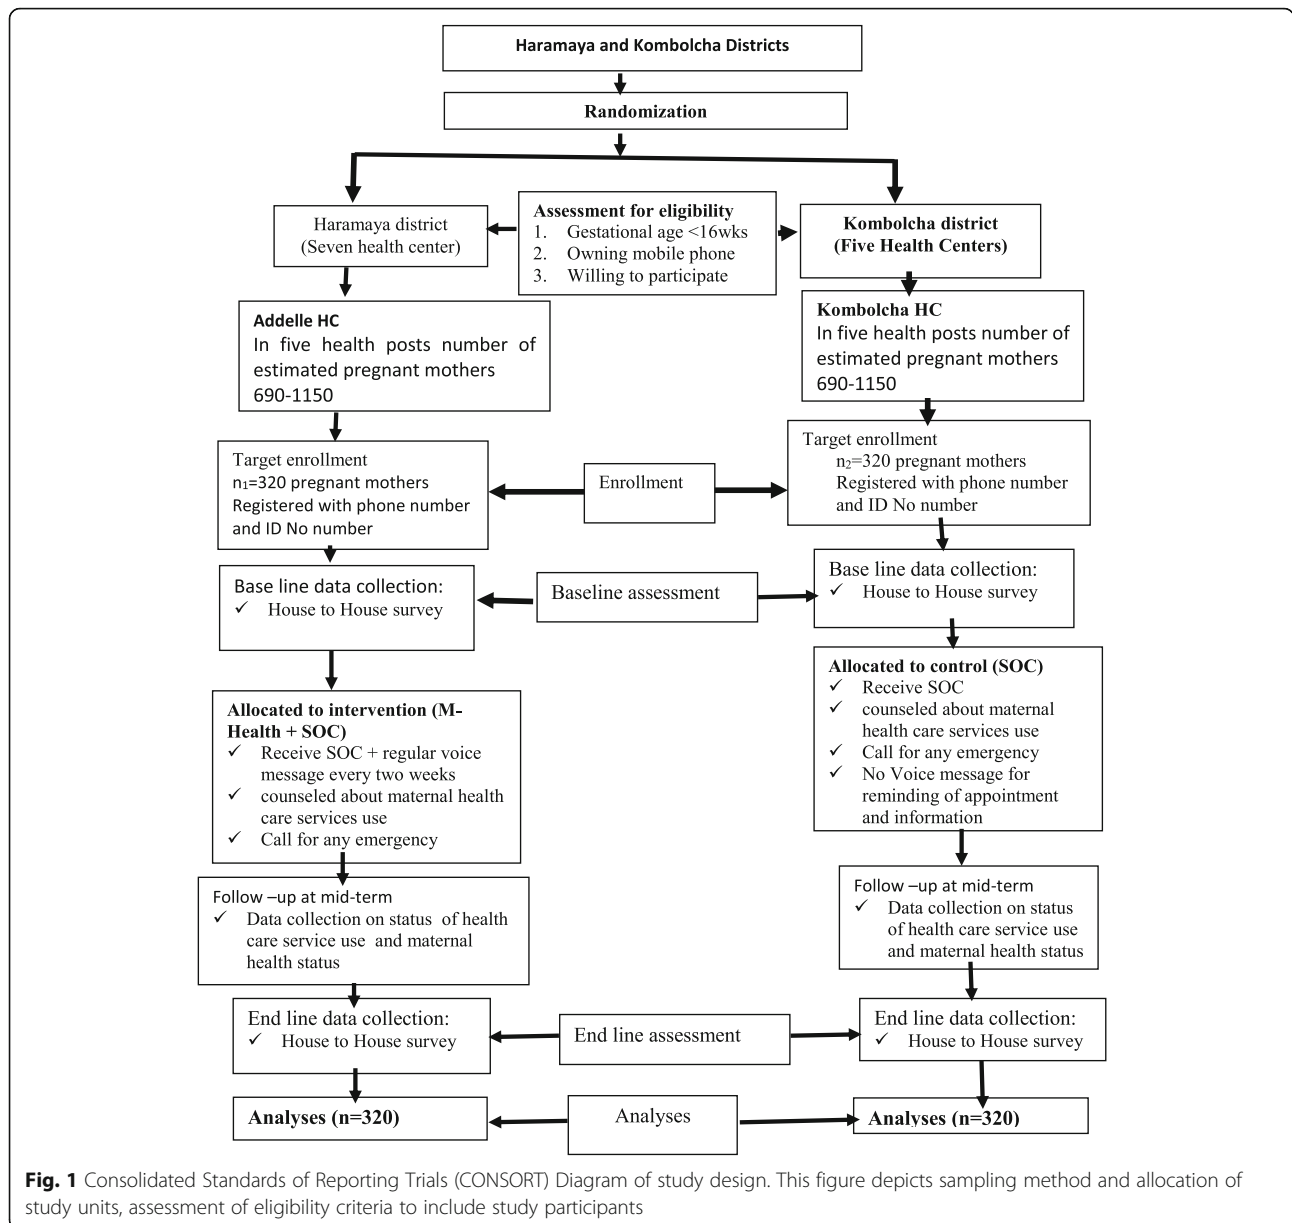 Haramaya and Kombolcha Districts
Randomization
Haramaya district
(Seven health center)
Assessment for eligibility
1. Gestational age <16wks
2. Owning mobile phone
3. Willing to participate
Kombolcha district
(Five Health Centers)
Addelle HC
In five health posts number of
estimated pregnant mothers
690-1150
Kombolcha HC
In five health posts number of
estimated pregnant mothers
690-1150
Target enrollment
n₁=320 pregnant mothers
Registered with phone number
and ID No number
Enrollment
Target enrollment
n₂=320 pregnant mothers
Registered with phone number
and ID No number
Base line data collection:
✓ House to House survey
Baseline assessment
Base line data collection:
✓ House to House survey
Allocated to intervention (M-
Health + SOC)
✓ Receive SOC + regular voice
message every two weeks
✓ counseled about maternal health
care services use
✓ Call for any emergency
Allocated to control (SOC)
✓ Receive SOC
✓ counseled about maternal
health care services use
✓ Call for any emergency
✓ No Voice message for
reminding of appointment
and information
Follow –up at mid-term
✓ Data collection on status of health
care service use and maternal
health status
Follow –up at mid-term
✓ Data collection on status
of health care service use
and maternal health status
End line data collection:
✓ House to House survey
End line assessment
End line data collection:
✓ House to House survey
Analyses (n=320)
Analyses
Analyses (n=320)
Fig. 1 Consolidated Standards of Reporting Trials (CONSORT) Diagram of study design. This figure depicts sampling method and allocation of
study units, assessment of eligibility criteria to include study participants